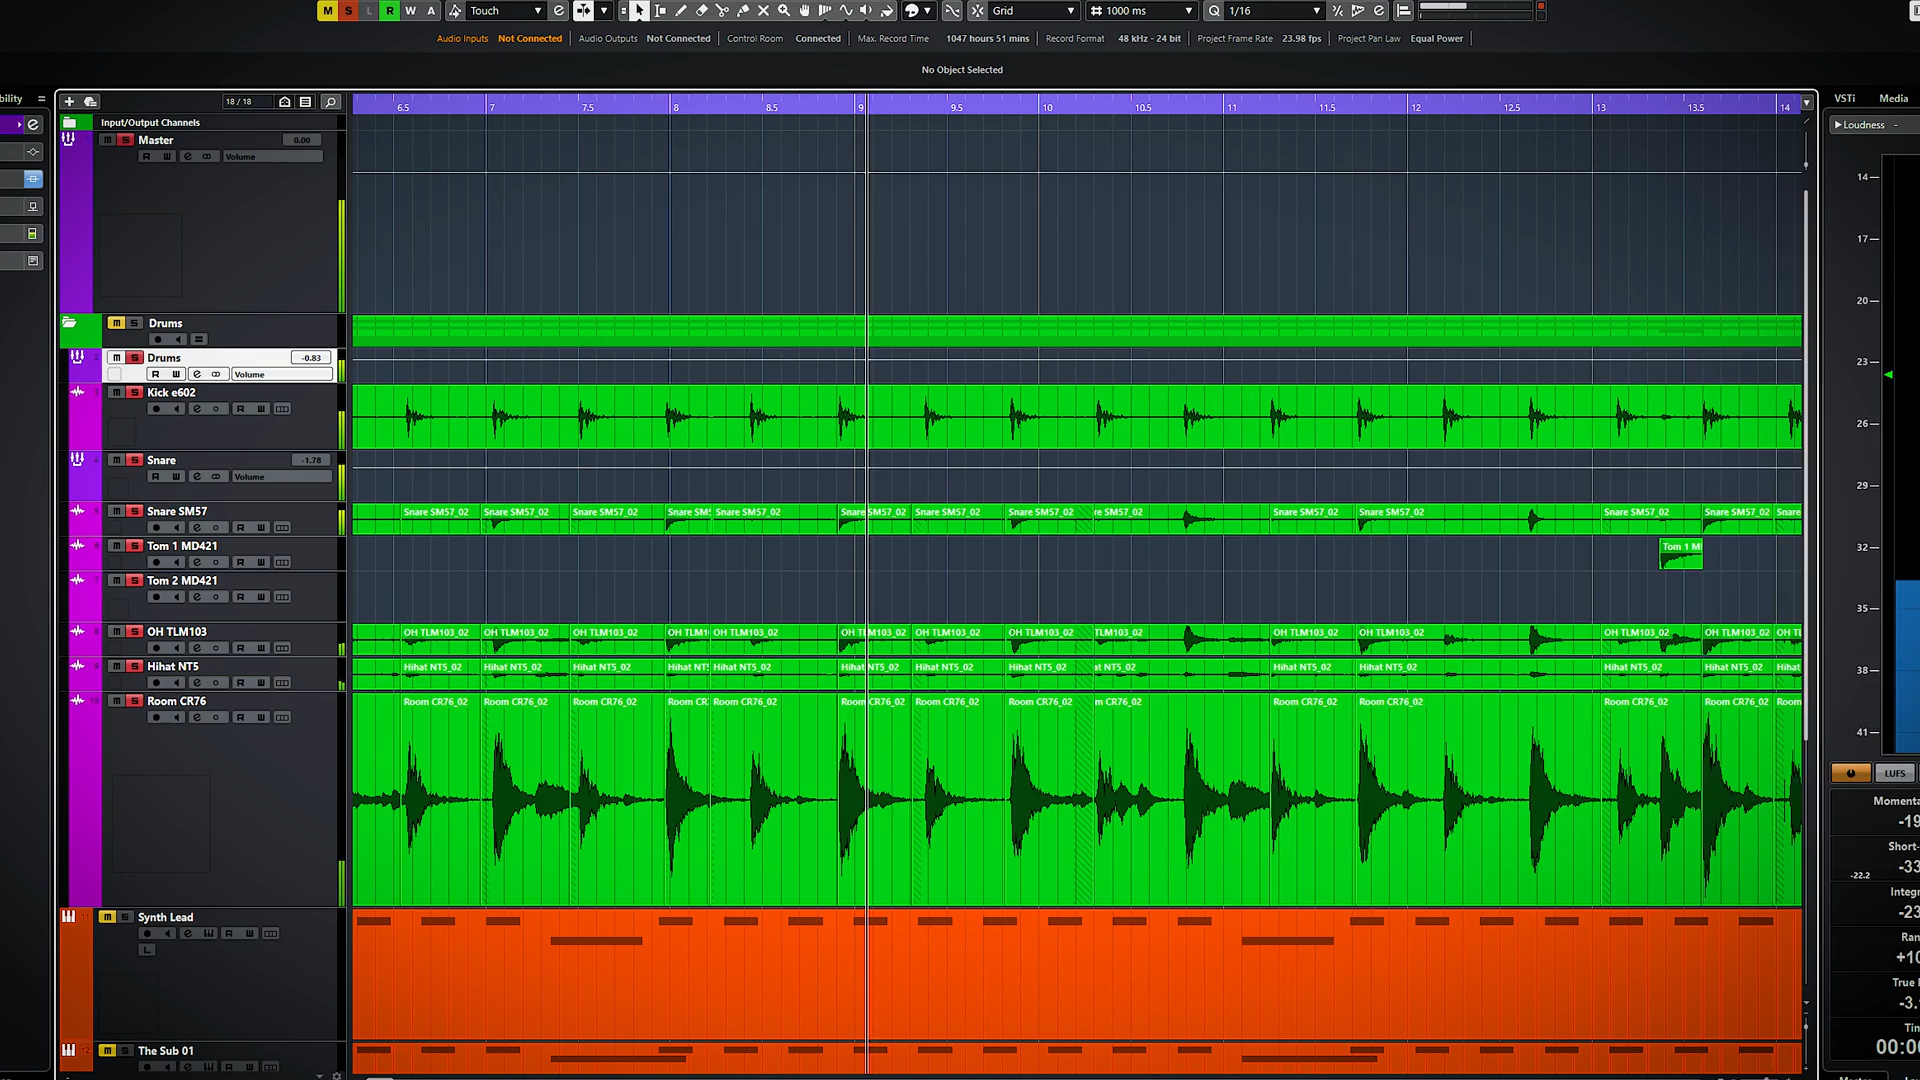 M S L R W A Touch Grid 1000 ms Q 1/16
Audio Inputs Not Connected Audio Outputs Not Connected Control Room Connected Max. Record Time 1047 hours 51 mins Record Format 48 kHz - 24 bit Project Frame Rate 23.98 fps Project Pan Law Equal Power
No Object Selected
bility
18 / 18
6.5 7 7.5 8 8.5 9 9.5 10 10.5 11 11.5 12 12.5 13 13.5 14
VSTi Media
Input/Output Channels
Loudness -
m S Master 0.00
R W e Volume
14
17
20
23
26
29
32
35
38
41
m S Drums
m S Drums -0.83
R W e Volume
m S Kick e602
e R W
m S Snare -1.78
R W e Volume
m S Snare SM57
e R W
Snare SM57_02 Snare SM57_02 Snare SM57_02 Snare SM5 Snare SM57_02 Snare SM57_02 Snare SM57_02 Snare SM57_02 re SM57_02 Snare SM57_02 Snare SM57_02 Snare SM57_02 Snare SM57_02 Snare
m S Tom 1 MD421
e R W
Tom 1 M
m S Tom 2 MD421
e R W
m S OH TLM103
e R W
OH TLM103_02 OH TLM103_02 OH TLM103_02 OH TLM1 OH TLM103_02 OH TLM103_02 OH TLM103_02 OH TLM103_02 TLM103_02 OH TLM103_02 OH TLM103_02 OH TLM103_02 OH TLM103_02 OH TL
m S Hihat NT5
e R W
Hihat NT5_02 Hihat NT5_02 Hihat NT5_02 Hihat NT5 Hihat NT5_02 Hihat NT5_02 Hihat NT5_02 Hihat NT5_02 at NT5_02 Hihat NT5_02 Hihat NT5_02 Hihat NT5_02 Hihat NT5_02 Hihat
m S Room CR76
e R W
Room CR76_02 Room CR76_02 Room CR76_02 Room CR Room CR76_02 Room CR76_02 Room CR76_02 Room CR76_02 m CR76_02 Room CR76_02 Room CR76_02 Room CR76_02 Room CR76_02 Room
LUFS
Momenta
-19
Short-
-33
-22.2
Integr
-23
Ran
+10
True
-3.
Tim
00:0
m S Synth Lead
e R W
L
m S The Sub 01
e R W